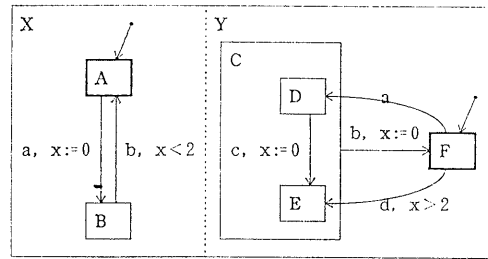 X
Y
C
A
D
a
a, x:=0
b, x<2
c, x:=0
b, x:=0
F
B
E
d, x>2